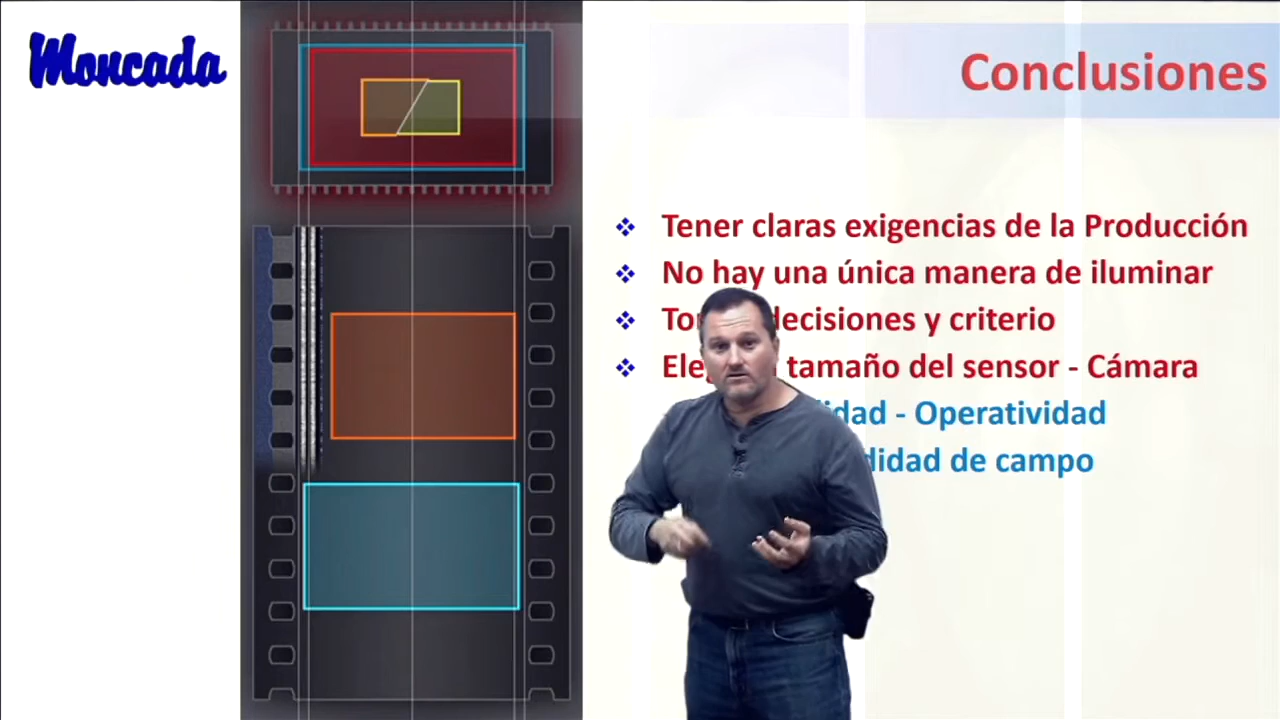 Moncada
Conclusiones
Tener claras exigencias de la Producción
No hay una única manera de iluminar
decisiones y criterio
tamaño del sensor - Cámara
- Operatividad
de campo